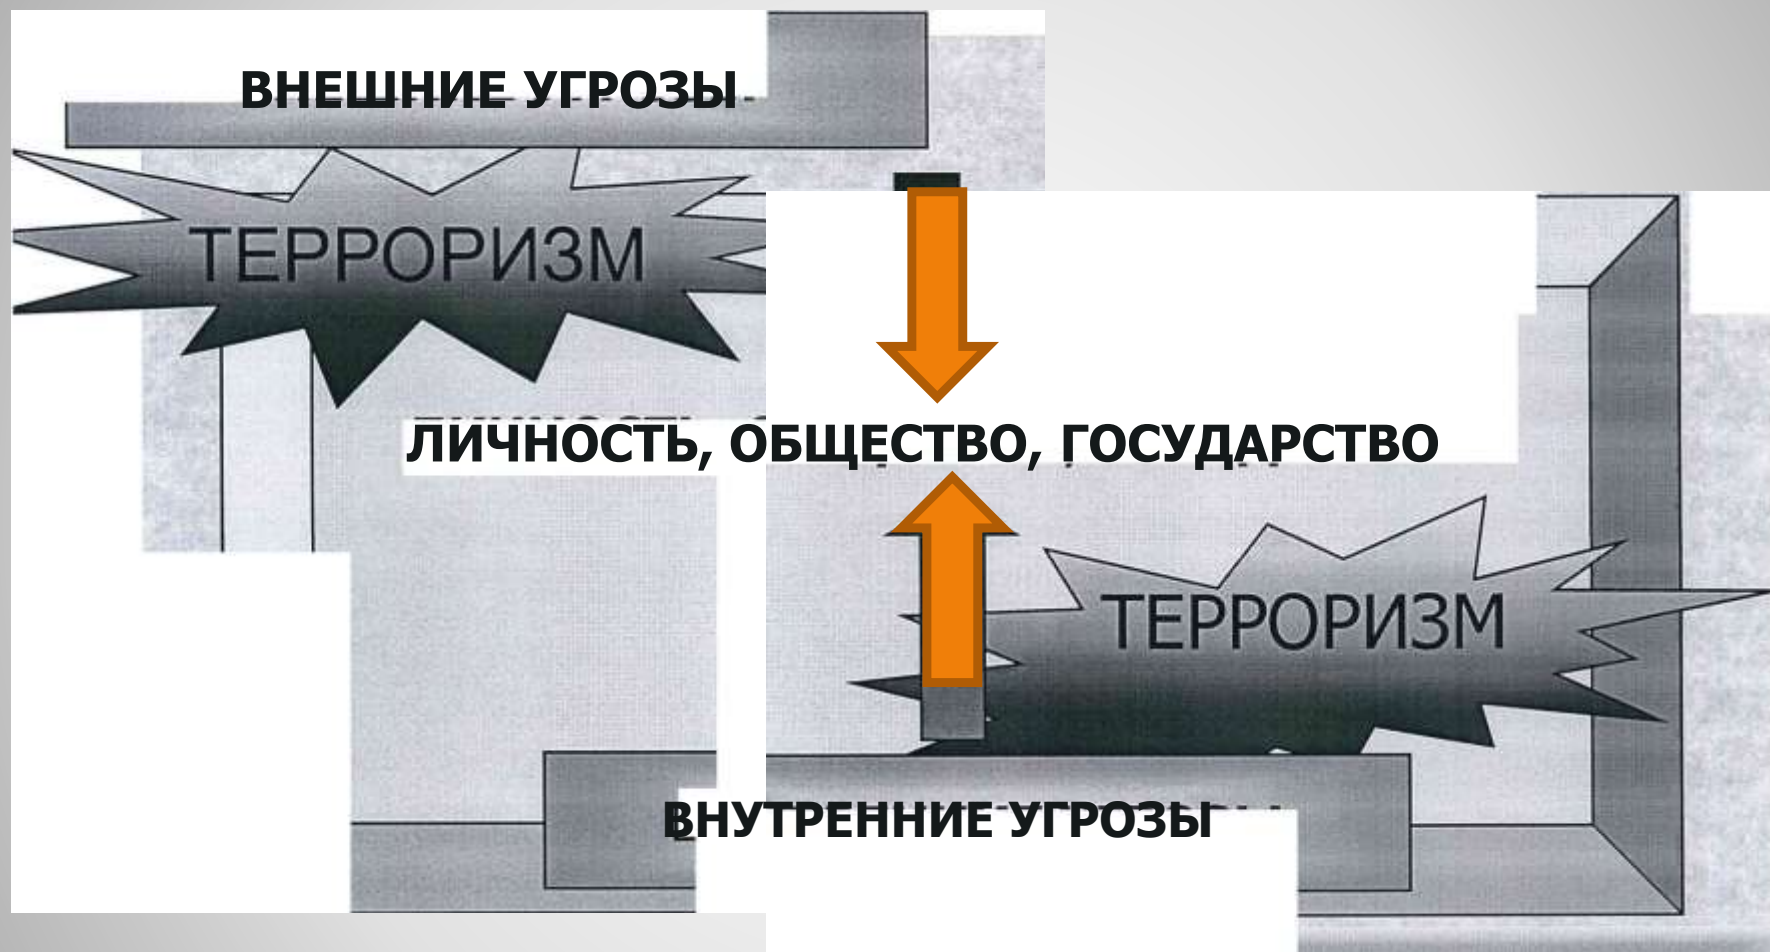 ВНЕШНИЕ УГРОЗЫ
ТЕРРОРИЗМ
ЛИЧНОСТЬ, ОБЩЕСТВО, ГОСУДАРСТВО
ТЕРРОРИЗМ
ВНУТРЕННИЕ УГРОЗЫ